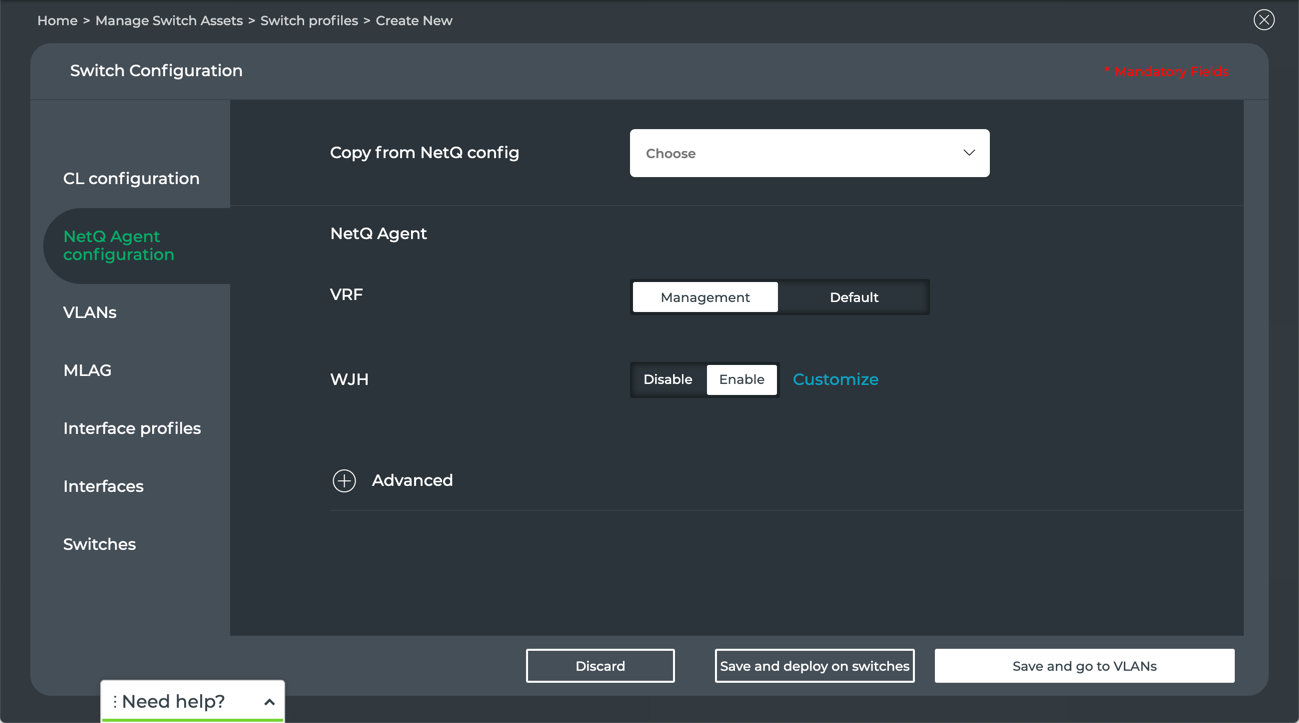 Home > Manage Switch Assets > Switch profiles > Create New
Switch Configuration
* Mandatory Fields
CL configuration
NetQ Agent
configuration
VLANs
MLAG
Interface profiles
Interfaces
Switches
Copy from NetQ config
Choose
NetQ Agent
VRF
Management
Default
WJH
Disable
Enable
Customize
Advanced
Discard
Save and deploy on switches
Save and go to VLANs
Need help?